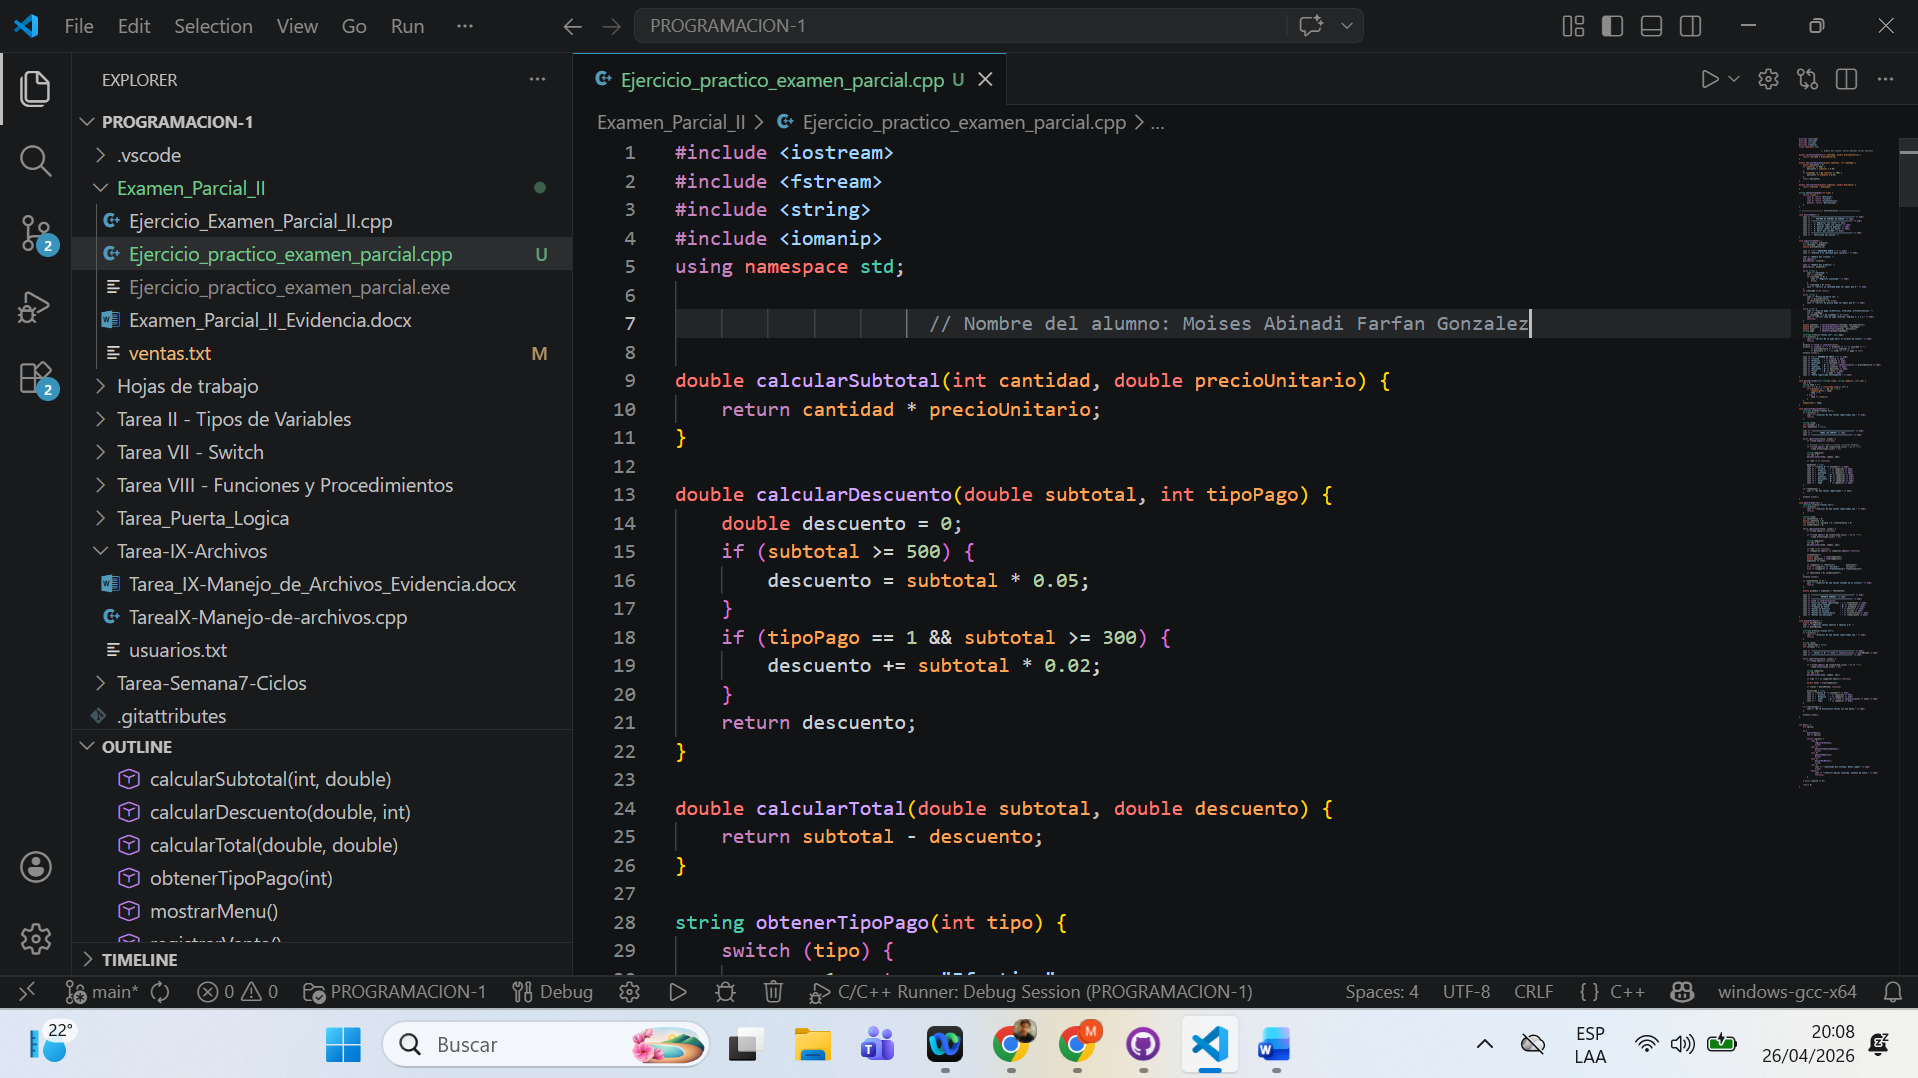 File Edit Selection View Go Run ···
PROGRAMACION-1
EXPLORER
PROGRAMACION-1
.vscode
Examen_Parcial_II
Ejercicio_Examen_Parcial_II.cpp
Ejercicio_practico_examen_parcial.cpp U
Ejercicio_practico_examen_parcial.exe
Examen_Parcial_II_Evidencia.docx
ventas.txt M
Hojas de trabajo
Tarea II - Tipos de Variables
Tarea VII - Switch
Tarea VIII - Funciones y Procedimientos
Tarea_Puerta_Logica
Tarea-IX-Archivos
Tarea_IX-Manejo_de_Archivos_Evidencia.docx
TareaIX-Manejo-de-archivos.cpp
usuarios.txt
Tarea-Semana7-Ciclos
.gitattributes
2
2
OUTLINE
calcularSubtotal(int, double)
calcularDescuento(double, int)
calcularTotal(double, double)
obtenerTipoPago(int)
mostrarMenu()
TIMELINE
Ejercicio_practico_examen_parcial.cpp U
Examen_Parcial_II > Ejercicio_practico_examen_parcial.cpp > ...
1 #include <iostream>
2 #include <fstream>
3 #include <string>
4 #include <iomanip>
5 using namespace std;
6
7 // Nombre del alumno: Moises Abinadi Farfan Gonzalez
8
9 double calcularSubtotal(int cantidad, double precioUnitario) {
10 return cantidad * precioUnitario;
11 }
12
13 double calcularDescuento(double subtotal, int tipoPago) {
14 double descuento = 0;
15 if (subtotal >= 500) {
16 descuento = subtotal * 0.05;
17 }
18 if (tipoPago == 1 && subtotal >= 300) {
19 descuento += subtotal * 0.02;
20 }
21 return descuento;
22 }
23
24 double calcularTotal(double subtotal, double descuento) {
25 return subtotal - descuento;
26 }
27
28 string obtenerTipoPago(int tipo) {
29 switch (tipo) {
main* 0 0 PROGRAMACION-1 Debug C/C++ Runner: Debug Session (PROGRAMACION-1) Spaces: 4 UTF-8 CRLF {} C++ windows-gcc-x64
22°
Buscar
M
ESP
LAA
20:08
26/04/2026